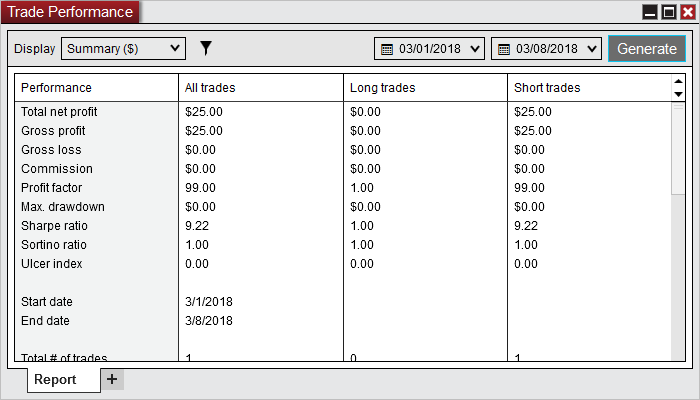 Trade Performance
Display Summary ($) 03/01/2018 03/08/2018 Generate
Performance All trades Long trades Short trades
Total net profit $25.00 $0.00 $25.00
Gross profit $25.00 $0.00 $25.00
Gross loss $0.00 $0.00 $0.00
Commission $0.00 $0.00 $0.00
Profit factor 99.00 1.00 99.00
Max. drawdown $0.00 $0.00 $0.00
Sharpe ratio 9.22 1.00 9.22
Sortino ratio 1.00 1.00 1.00
Ulcer index 0.00 0.00 0.00
Start date 3/1/2018
End date 3/8/2018
Total # of trades 1 0 1
Report +